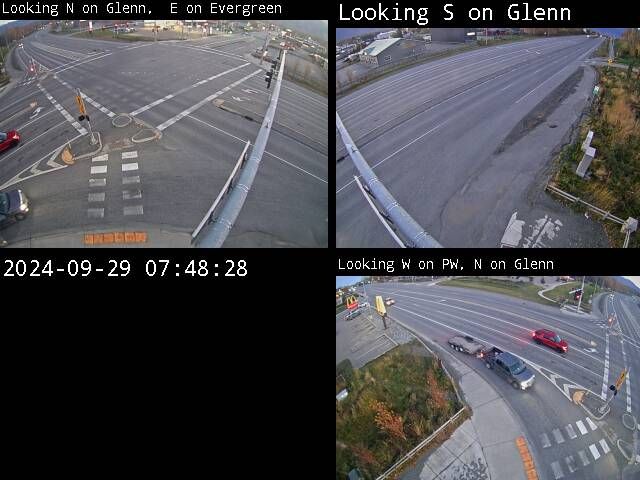 Looking N on Glenn,  E on Evergreen
Looking S on Glenn
2024-09-29 07:48:28
Looking W on PW, N on Glenn